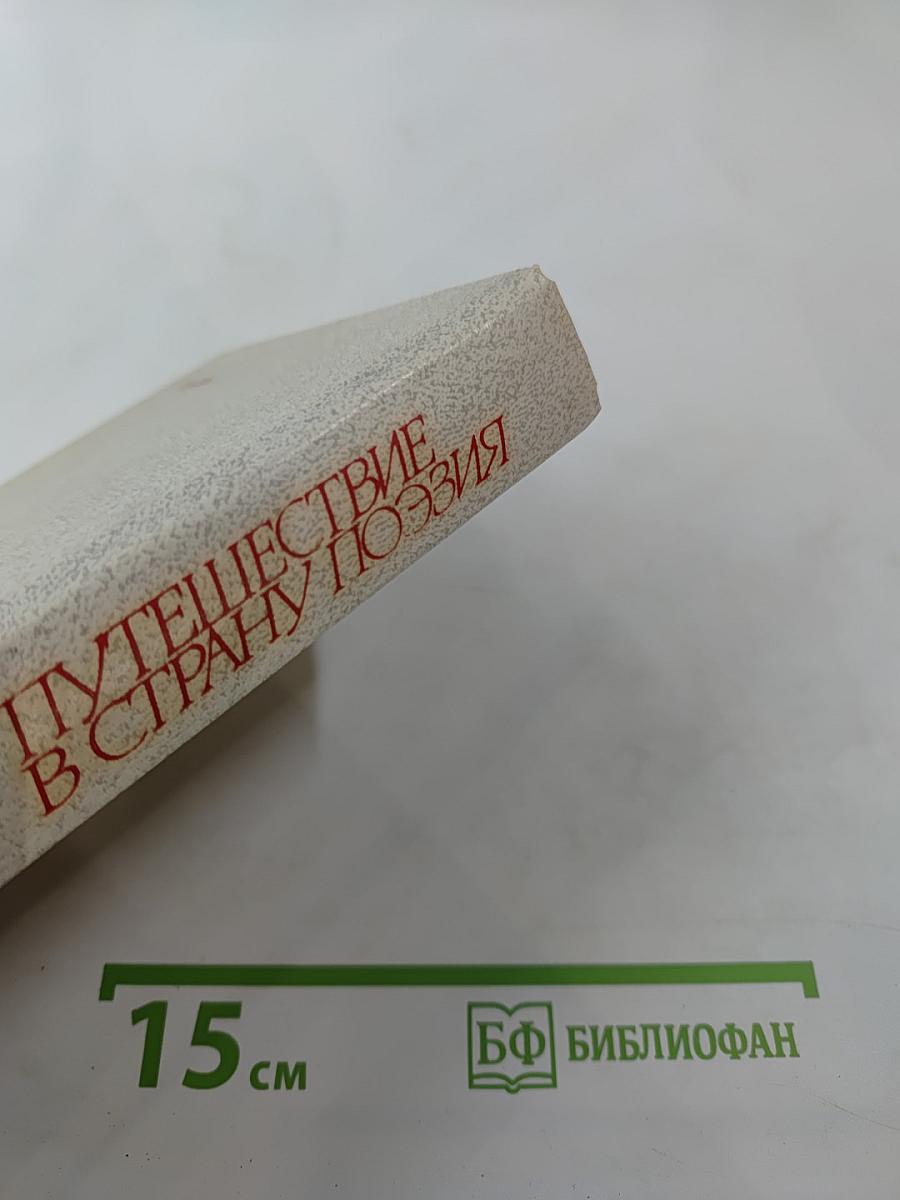 ПУТЕШЕСТВИЕ
В СТРАНУ ПОЭЗИЯ
15 см
БФ БИБЛИОФАН